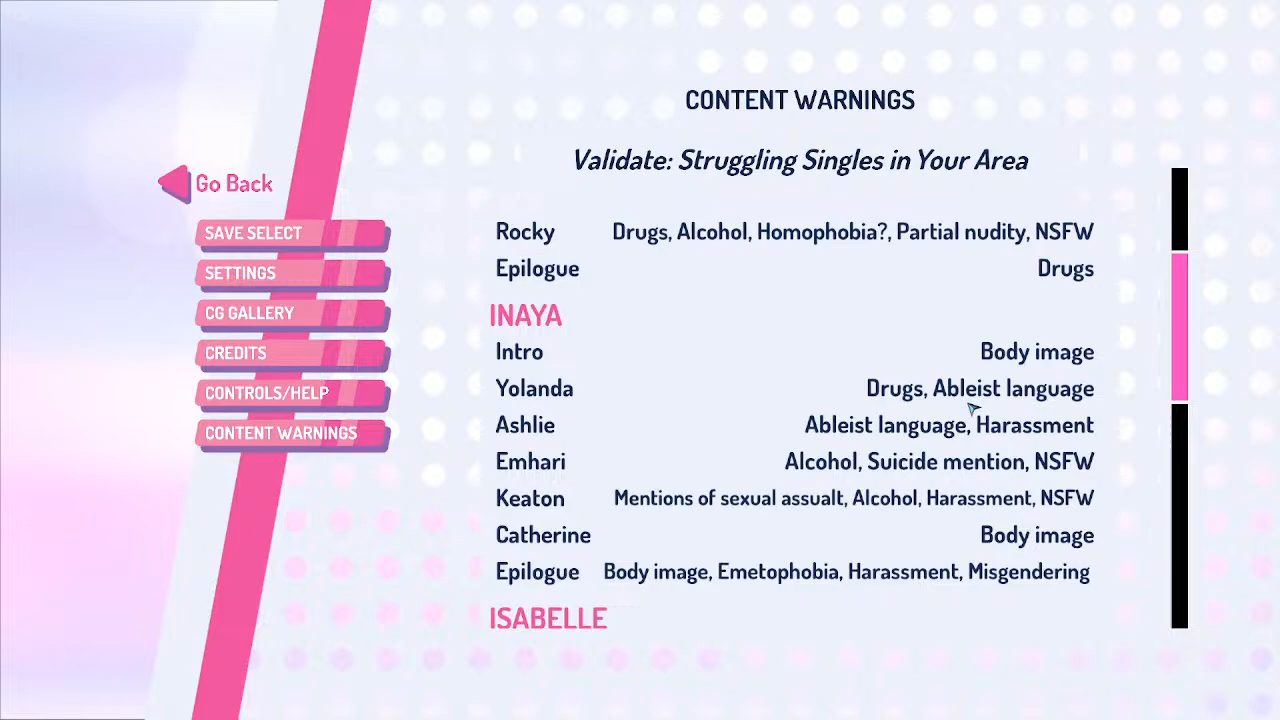 CONTENT WARNINGS
Validate: Struggling Singles in Your Area
Go Back
SAVE SELECT
SETTINGS
CG GALLERY
CREDITS
CONTROLS/HELP
CONTENT WARNINGS
Rocky Drugs, Alcohol, Homophobia?, Partial nudity, NSFW
Epilogue Drugs
INAYA
Intro Body image
Yolanda Drugs, Ableist language
Ashlie Ableist language, Harassment
Emhari Alcohol, Suicide mention, NSFW
Keaton Mentions of sexual assualt, Alcohol, Harassment, NSFW
Catherine Body image
Epilogue Body image, Emetophobia, Harassment, Misgendering
ISABELLE